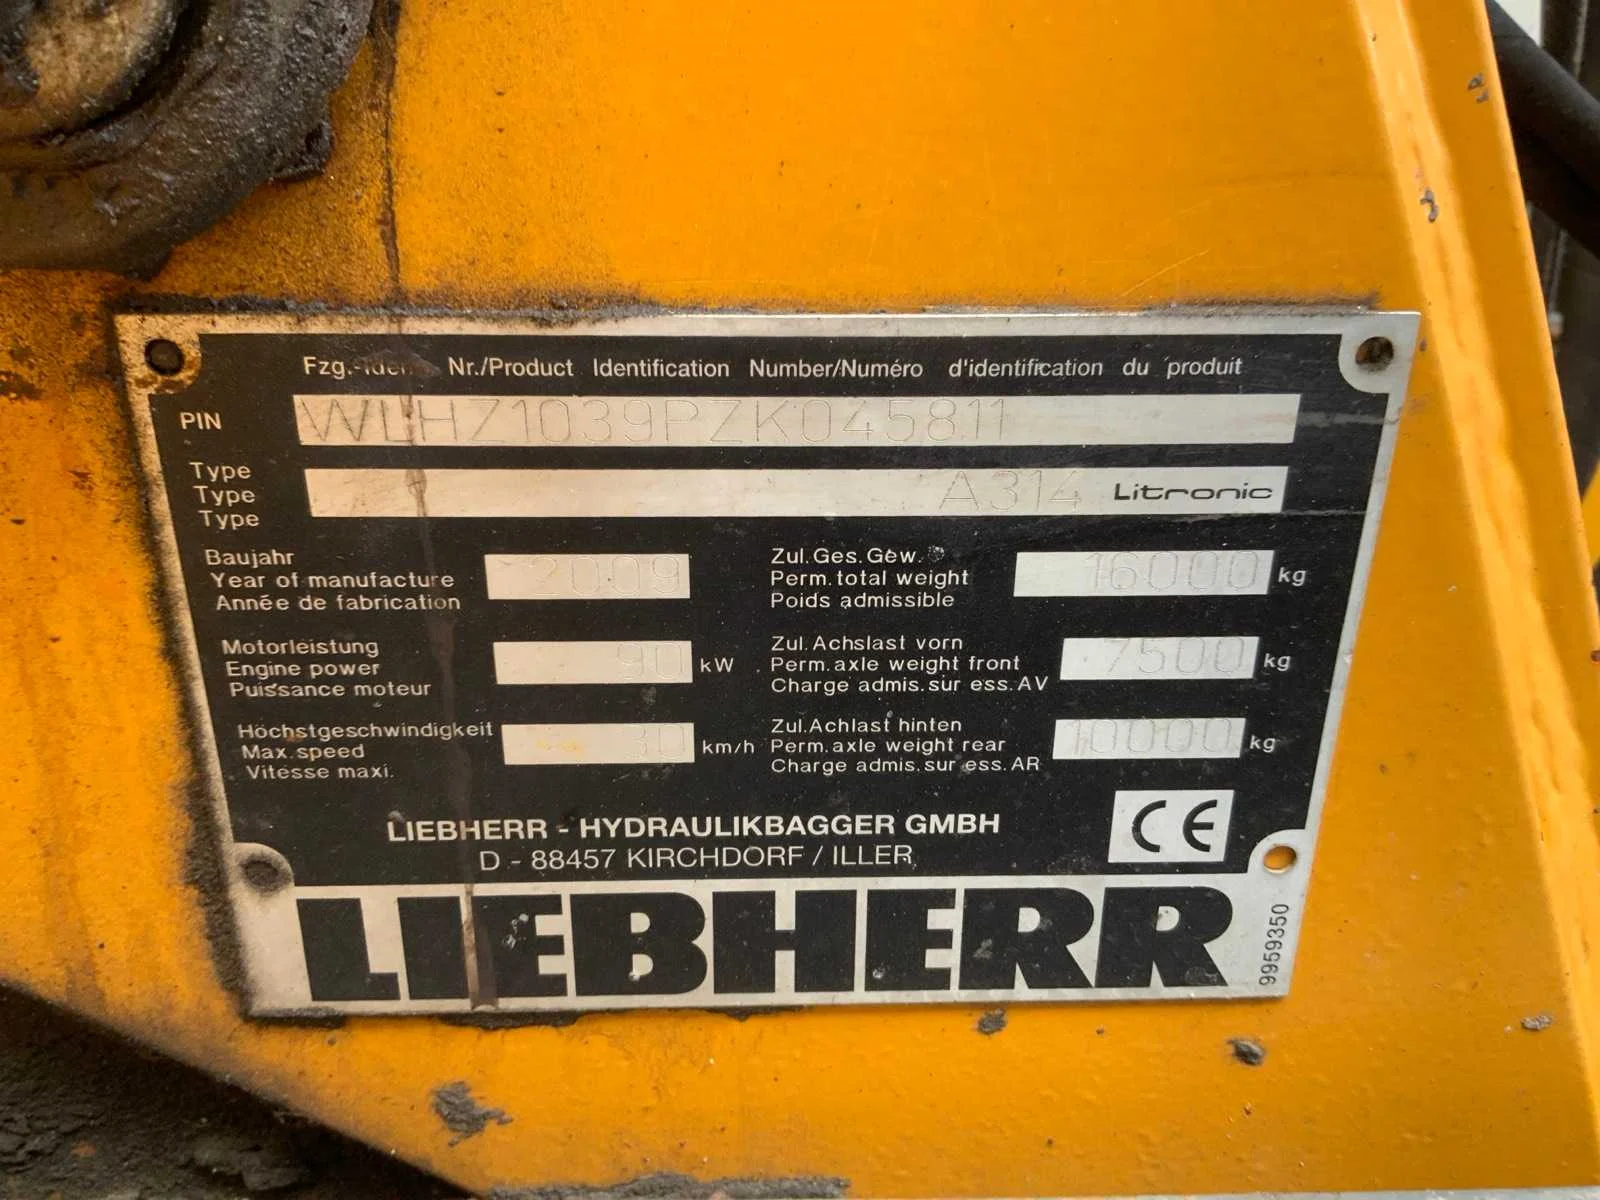 Fzg.-Ident. Nr./Product Identification Number/Numéro d'identification du produit
PIN WLHZ1039PZK045811
Type
Type
Type
A314 Litronic
Baujahr
Year of manufacture
Année de fabrication
2009
Zul.Ges.Gew.
Perm.total weight
Poids admissible
16000 kg
Motorleistung
Engine power
Puissance moteur
90 kW
Zul.Achslast vorn
Perm.axle weight front
Charge admis.sur ess.AV
7500 kg
Höchstgeschwindigkeit
Max.speed
Vitesse maxi.
30 km/h
Zul.Achlast hinten
Perm.axle weight rear
Charge admis.sur ess.AR
10000 kg
LIEBHERR - HYDRAULIKBAGGER GMBH
D - 88457 KIRCHDORF / ILLER
CE
LIEBHERR
9959350